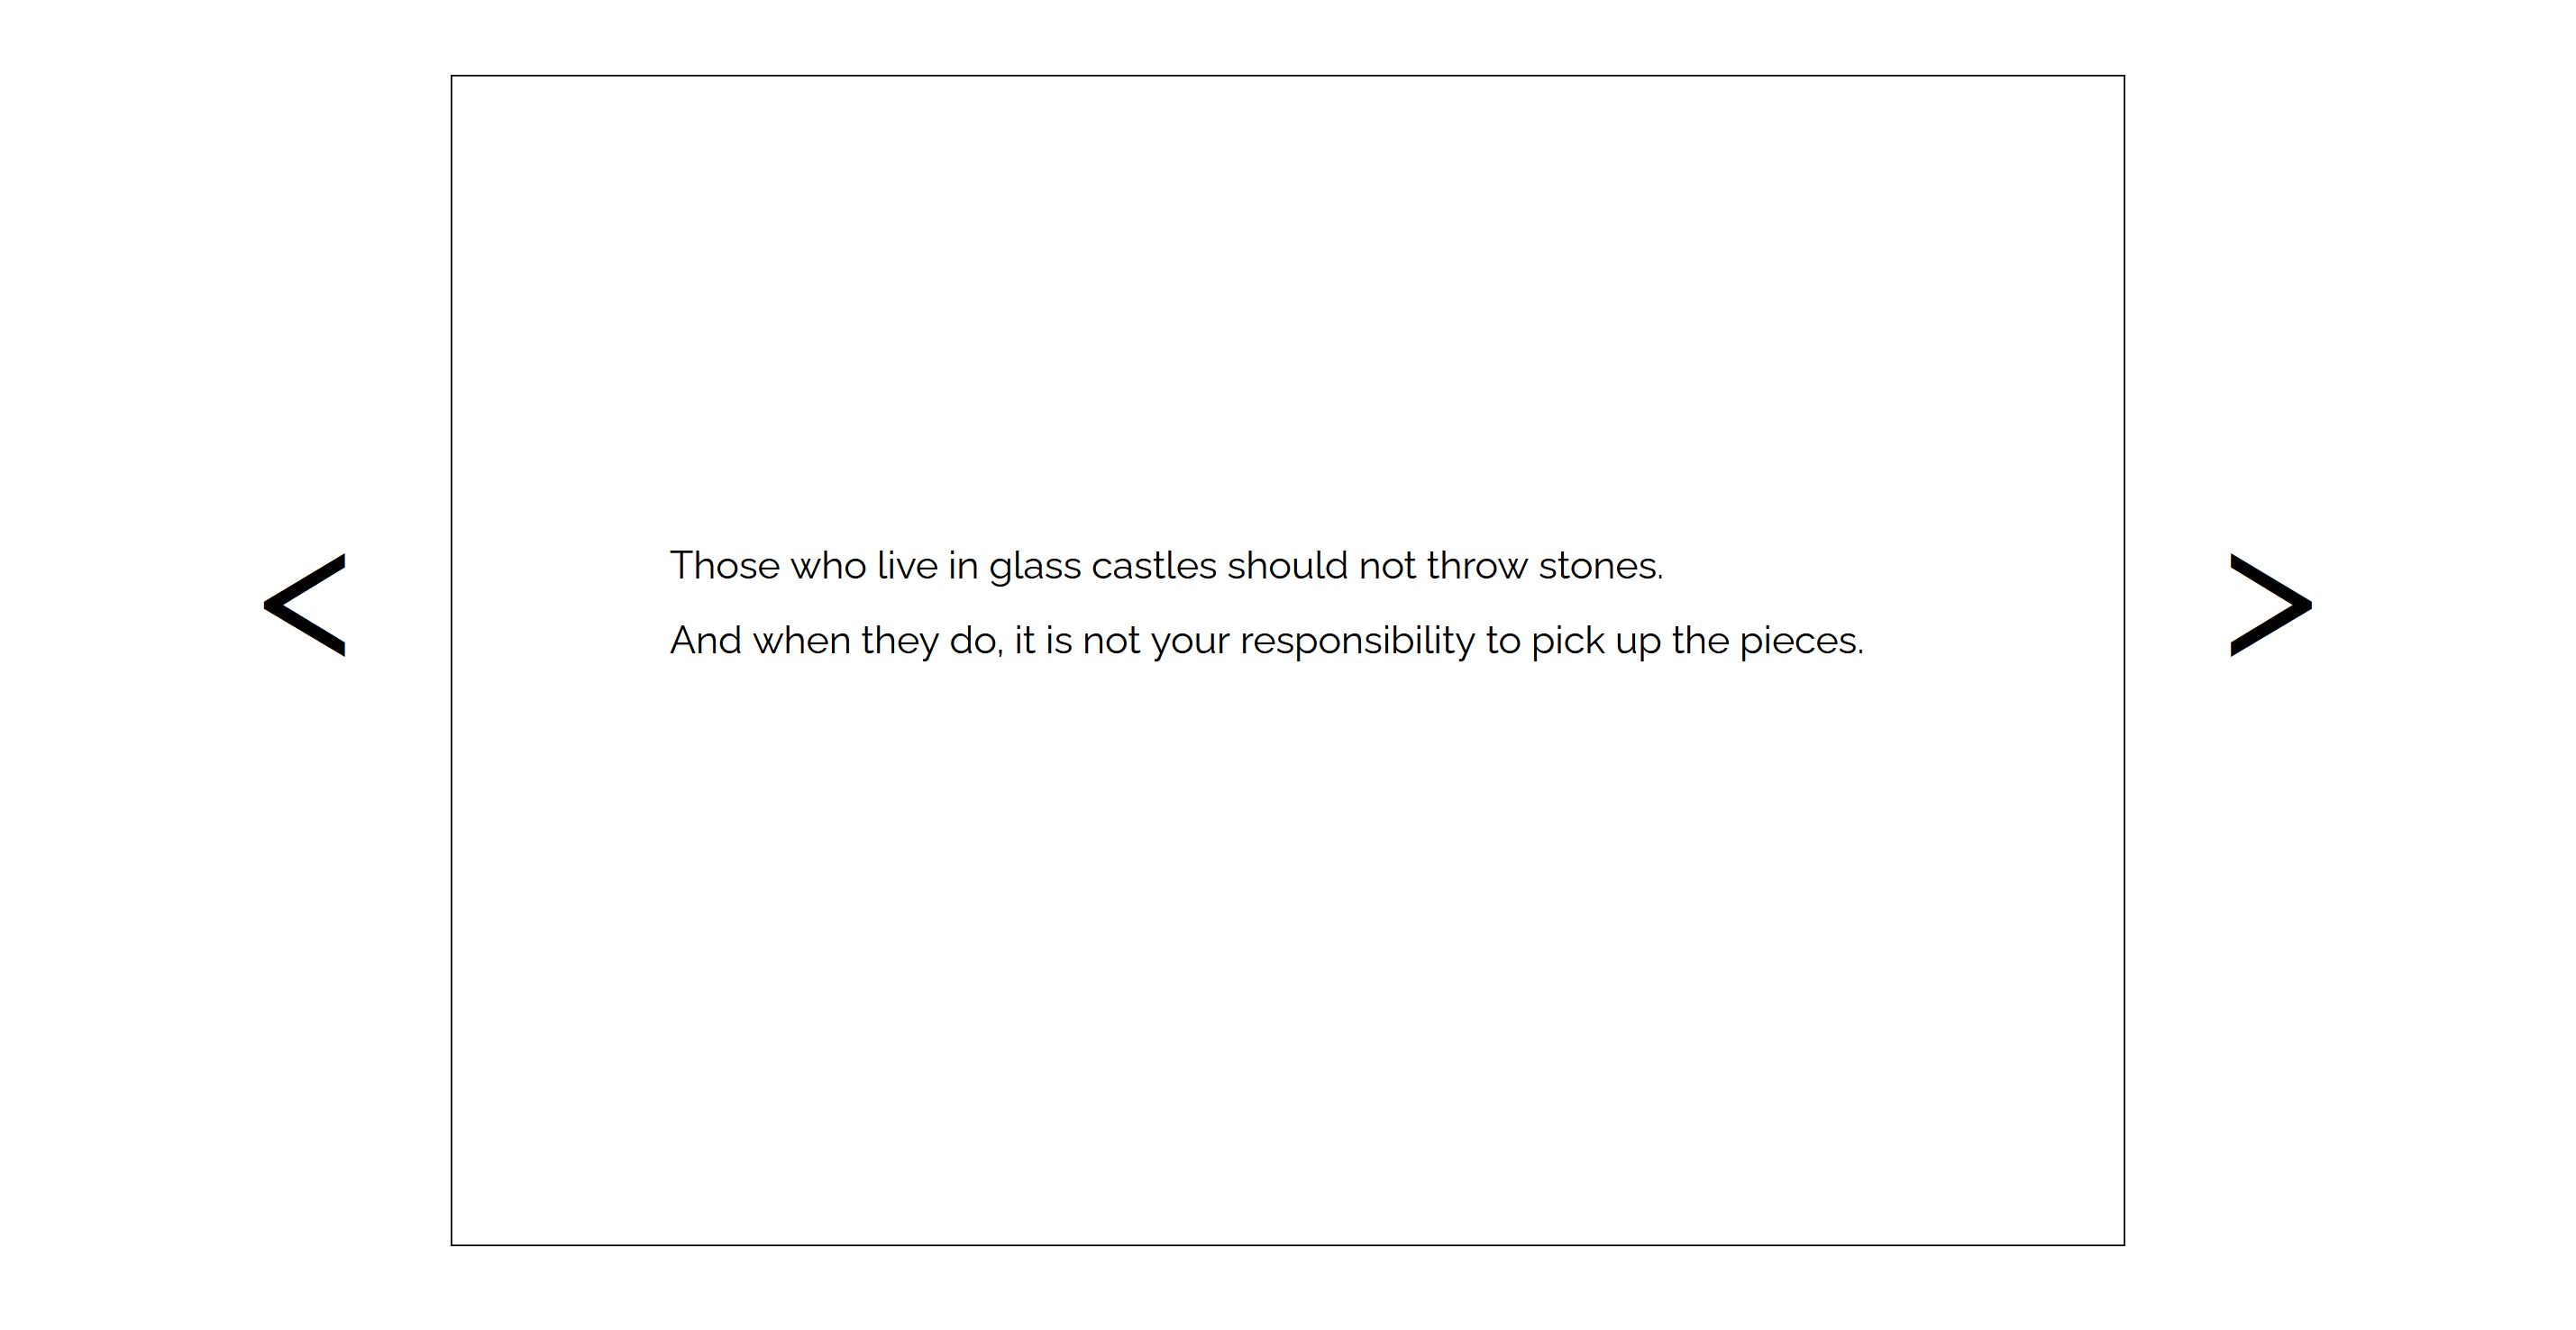 Those who live in glass castles should not throw stones.
And when they do, it is not your responsibility to pick up the pieces.
< >